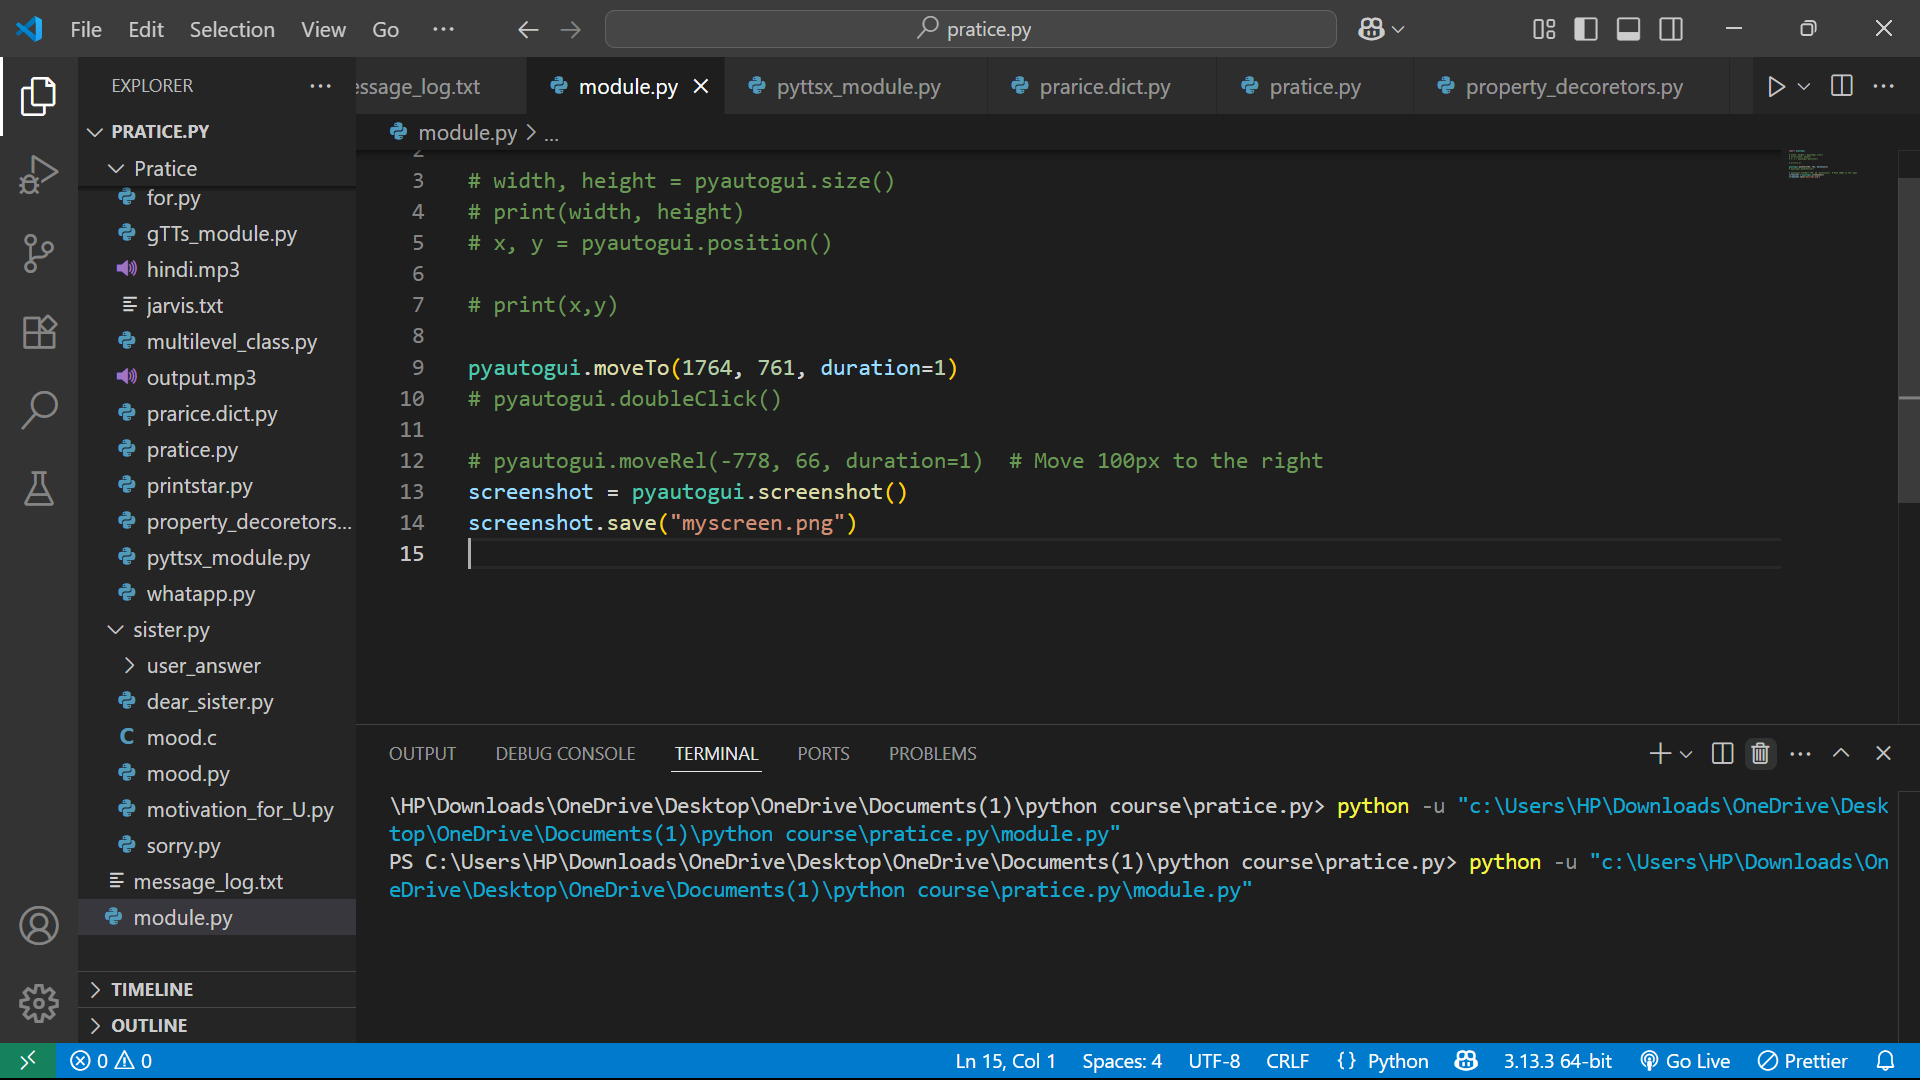 File Edit Selection View Go ... pratice.py
EXPLORER ...
essage_log.txt module.py pyttsx_module.py prarice.dict.py pratice.py property_decoretors.py
PRATICE.PY
Pratice
for.py
gTTs_module.py
hindi.mp3
jarvis.txt
multilevel_class.py
output.mp3
prarice.dict.py
pratice.py
printstar.py
property_decoretors...
pyttsx_module.py
whatapp.py
sister.py
user_answer
dear_sister.py
C mood.c
mood.py
motivation_for_U.py
sorry.py
message_log.txt
module.py
TIMELINE
OUTLINE
module.py > ...
2
3 # width, height = pyautogui.size()
4 # print(width, height)
5 # x, y = pyautogui.position()
6
7 # print(x,y)
8
9 pyautogui.moveTo(1764, 761, duration=1)
10 # pyautogui.doubleClick()
11
12 # pyautogui.moveRel(-778, 66, duration=1)  # Move 100px to the right
13 screenshot = pyautogui.screenshot()
14 screenshot.save("myscreen.png")
15
OUTPUT DEBUG CONSOLE TERMINAL PORTS PROBLEMS
\HP\Downloads\OneDrive\Desktop\OneDrive\Documents(1)\python course\pratice.py> python -u "c:\Users\HP\Downloads\OneDrive\Desk
top\OneDrive\Documents(1)\python course\pratice.py\module.py"
PS C:\Users\HP\Downloads\OneDrive\Desktop\OneDrive\Documents(1)\python course\pratice.py> python -u "c:\Users\HP\Downloads\On
eDrive\Desktop\OneDrive\Documents(1)\python course\pratice.py\module.py"
0 0 Ln 15, Col 1 Spaces: 4 UTF-8 CRLF {} Python 3.13.3 64-bit Go Live Prettier